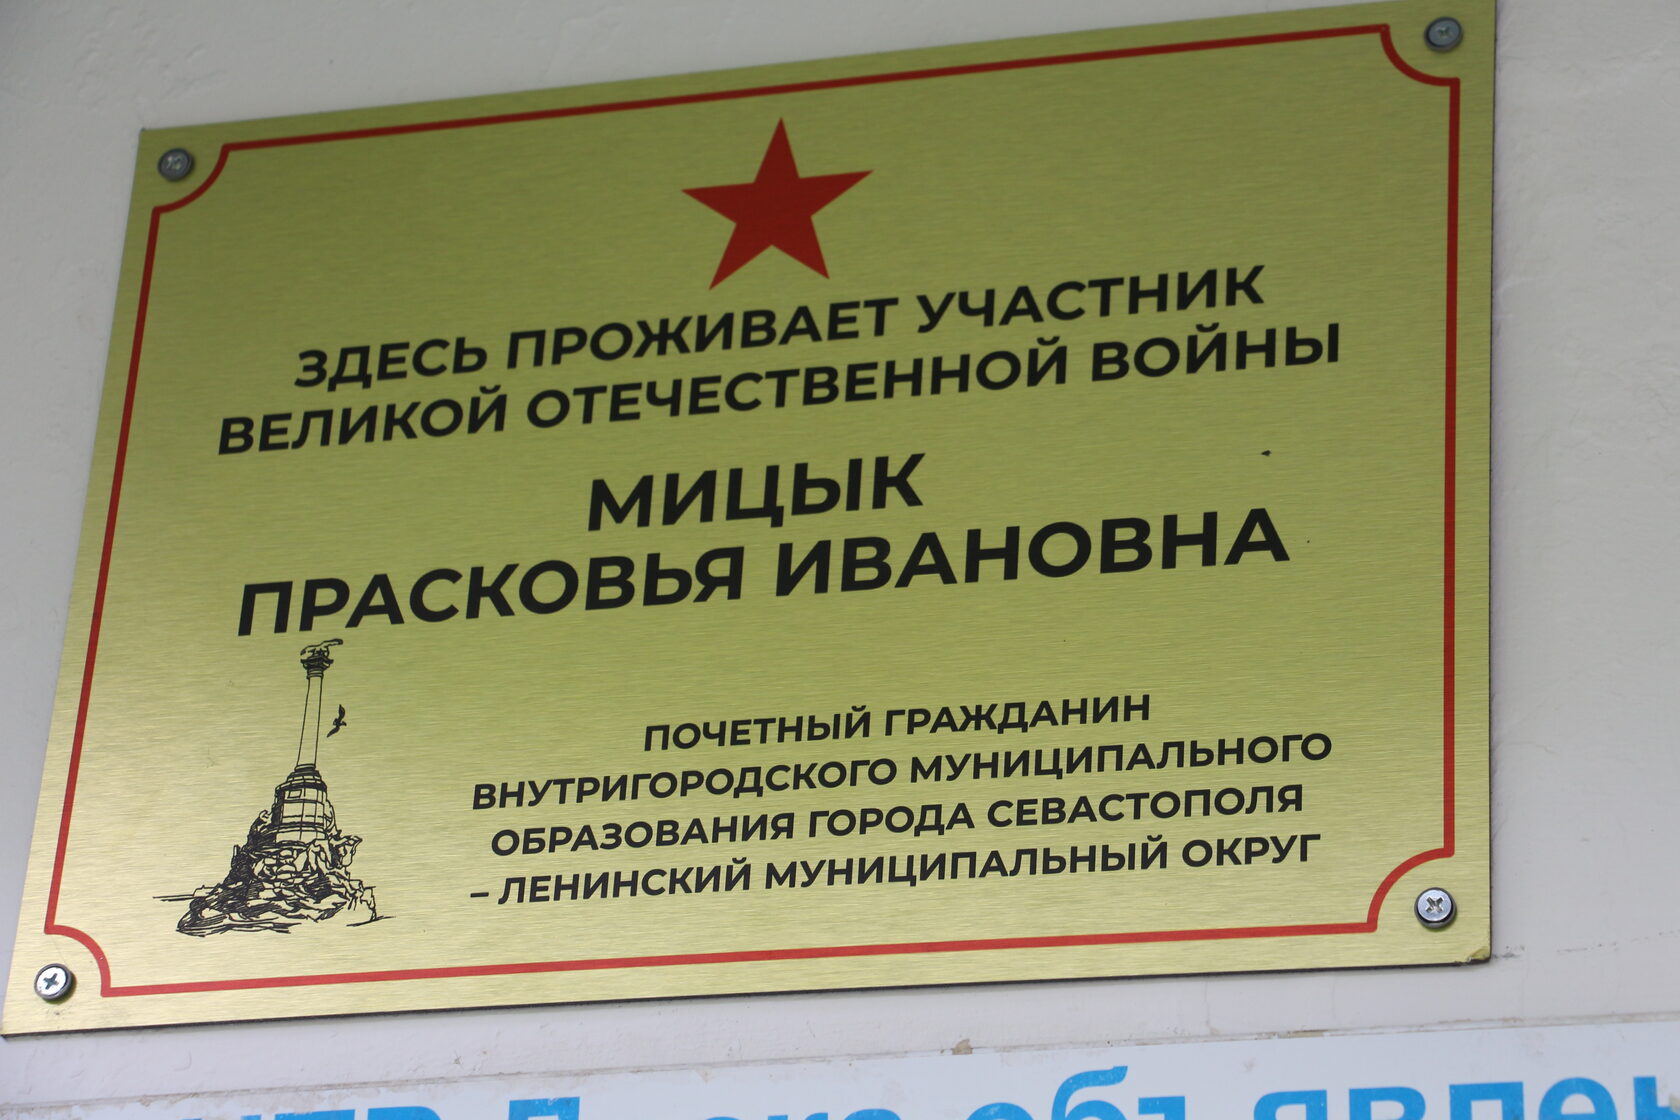 ЗДЕСЬ ПРОЖИВАЕТ УЧАСТНИК
ВЕЛИКОЙ ОТЕЧЕСТВЕННОЙ ВОЙНЫ
МИЦЫК
ПРАСКОВЬЯ ИВАНОВНА
ПОЧЕТНЫЙ ГРАЖДАНИН
ВНУТРИГОРОДСКОГО МУНИЦИПАЛЬНОГО
ОБРАЗОВАНИЯ ГОРОДА СЕВАСТОПОЛЯ
– ЛЕНИНСКИЙ МУНИЦИПАЛЬНЫЙ ОКРУГ